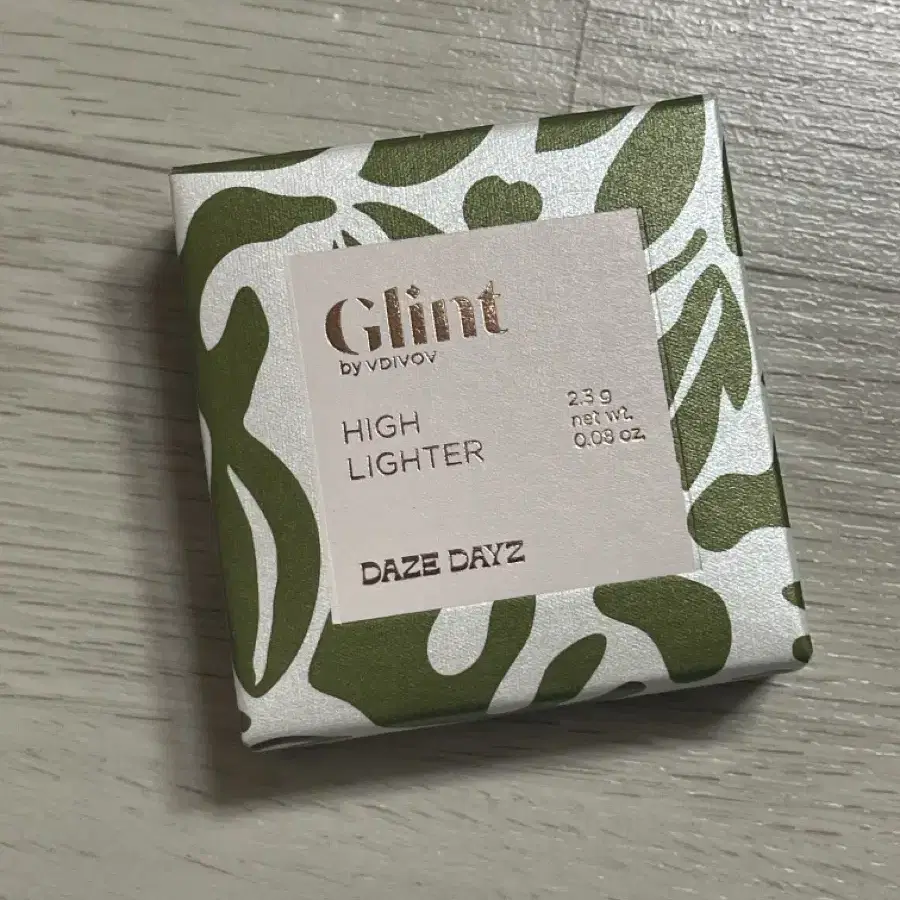 Glint
by VDIVOV
HIGH
LIGHTER
2.3 g
net wt.
0.08 oz.
DAZE DAYZ